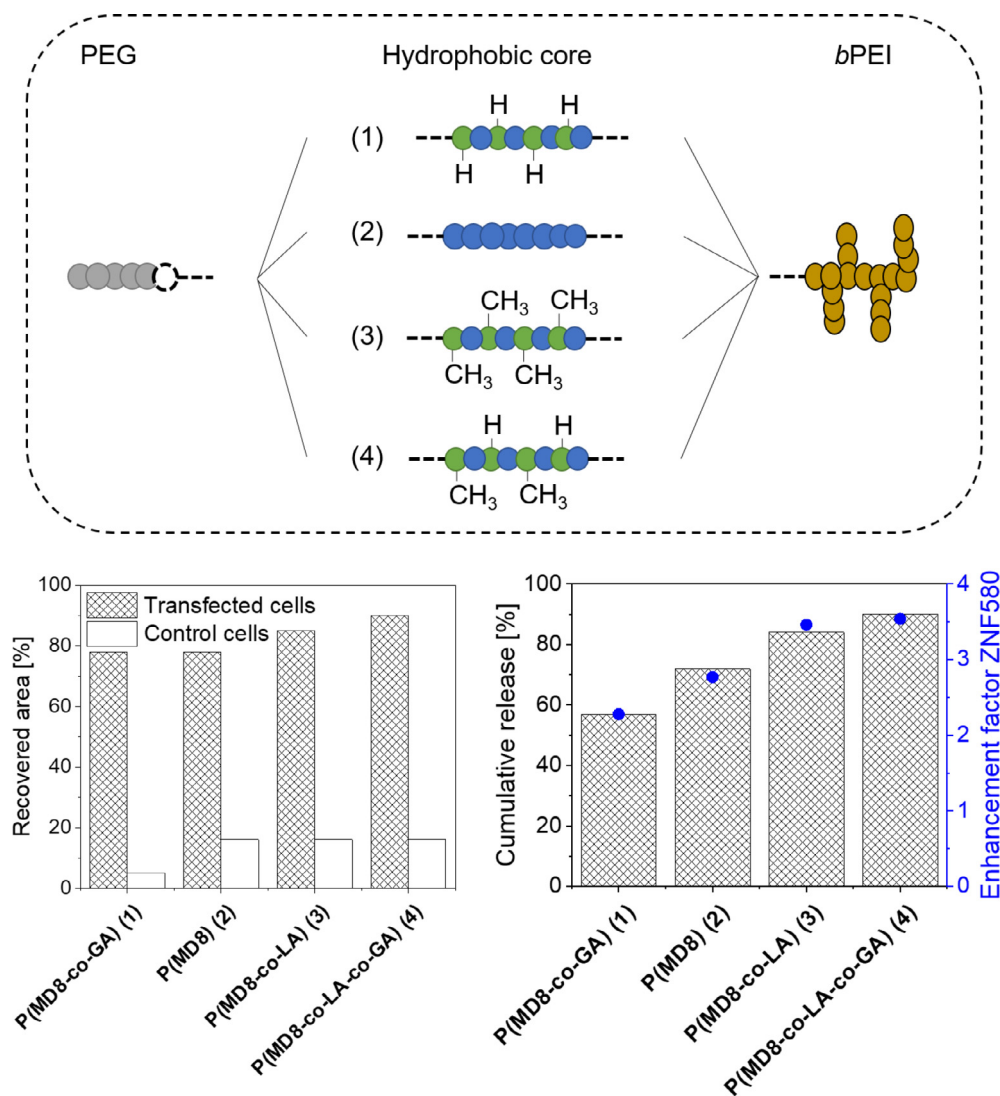 PEG Hydrophobic core bPEI
(1)
H H
H H
(2)
(3)
CH3 CH3
CH3 CH3
(4)
H H
CH3 CH3
Recovered area [%]
100
80
60
40
20
0
Transfected cells
Control cells
P(MD8-co-GA) (1)
P(MD8) (2)
P(MD8-co-LA) (3)
P(MD8-co-LA-co-GA) (4)
Cumulative release [%]
100
80
60
40
20
0
4
3
2
1
0
Enhancement factor ZNF580
P(MD8-co-GA) (1)
P(MD8) (2)
P(MD8-co-LA) (3)
P(MD8-co-LA-co-GA) (4)